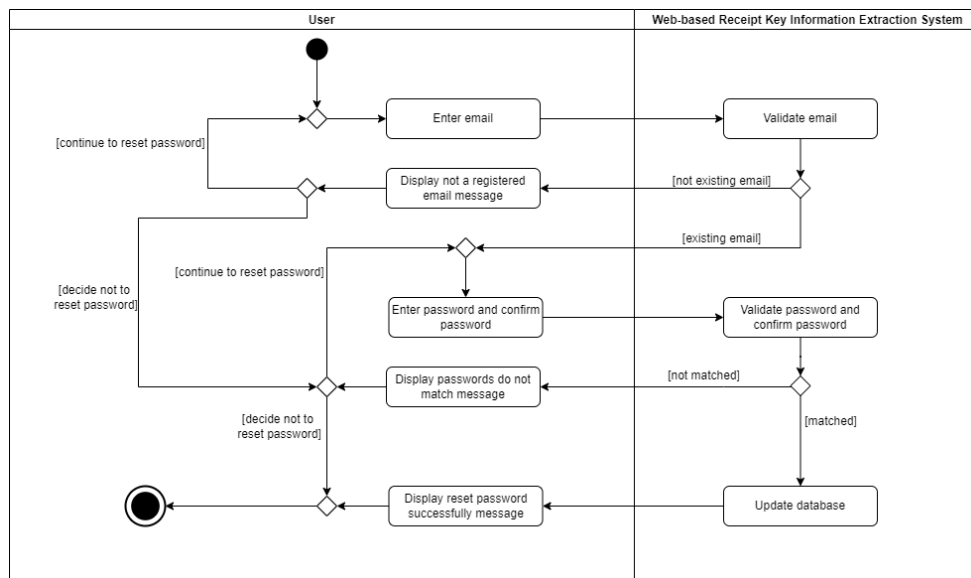 User
Web-based Receipt Key Information Extraction System
Enter email
Validate email
[continue to reset password]
Display not a registered
email message
[not existing email]
[existing email]
[continue to reset password]
[decide not to
reset password]
Enter password and confirm
password
Validate password and
confirm password
Display passwords do not
match message
[not matched]
[decide not to
reset password]
[matched]
Display reset password
successfully message
Update database